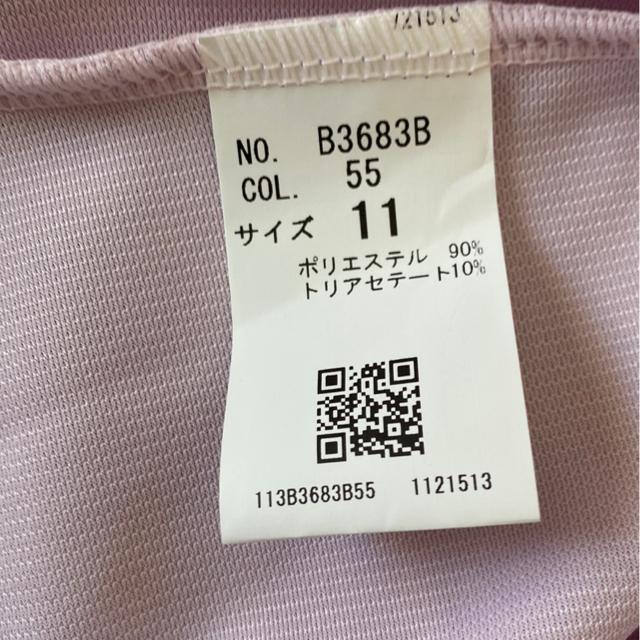 NO. B3683B
COL. 55
サイズ 11
ポリエステル 90%
トリアセテート10%
113B3683B55 1121513